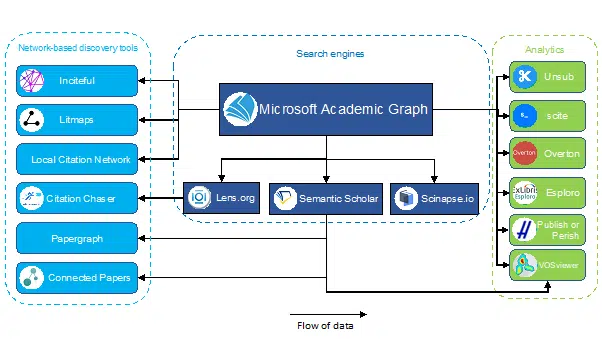 Network-based discovery tools
Search engines
Analytics
Inciteful
Litmaps
Local Citation Network
Citation Chaser
Papergraph
Connected Papers
Microsoft Academic Graph
Lens.org
Semantic Scholar
Scinapse.io
Unsub
scite
Overton
Overton
ExLibris
Esploro
Esploro
Publish or
Perish
VOSviewer
Flow of data